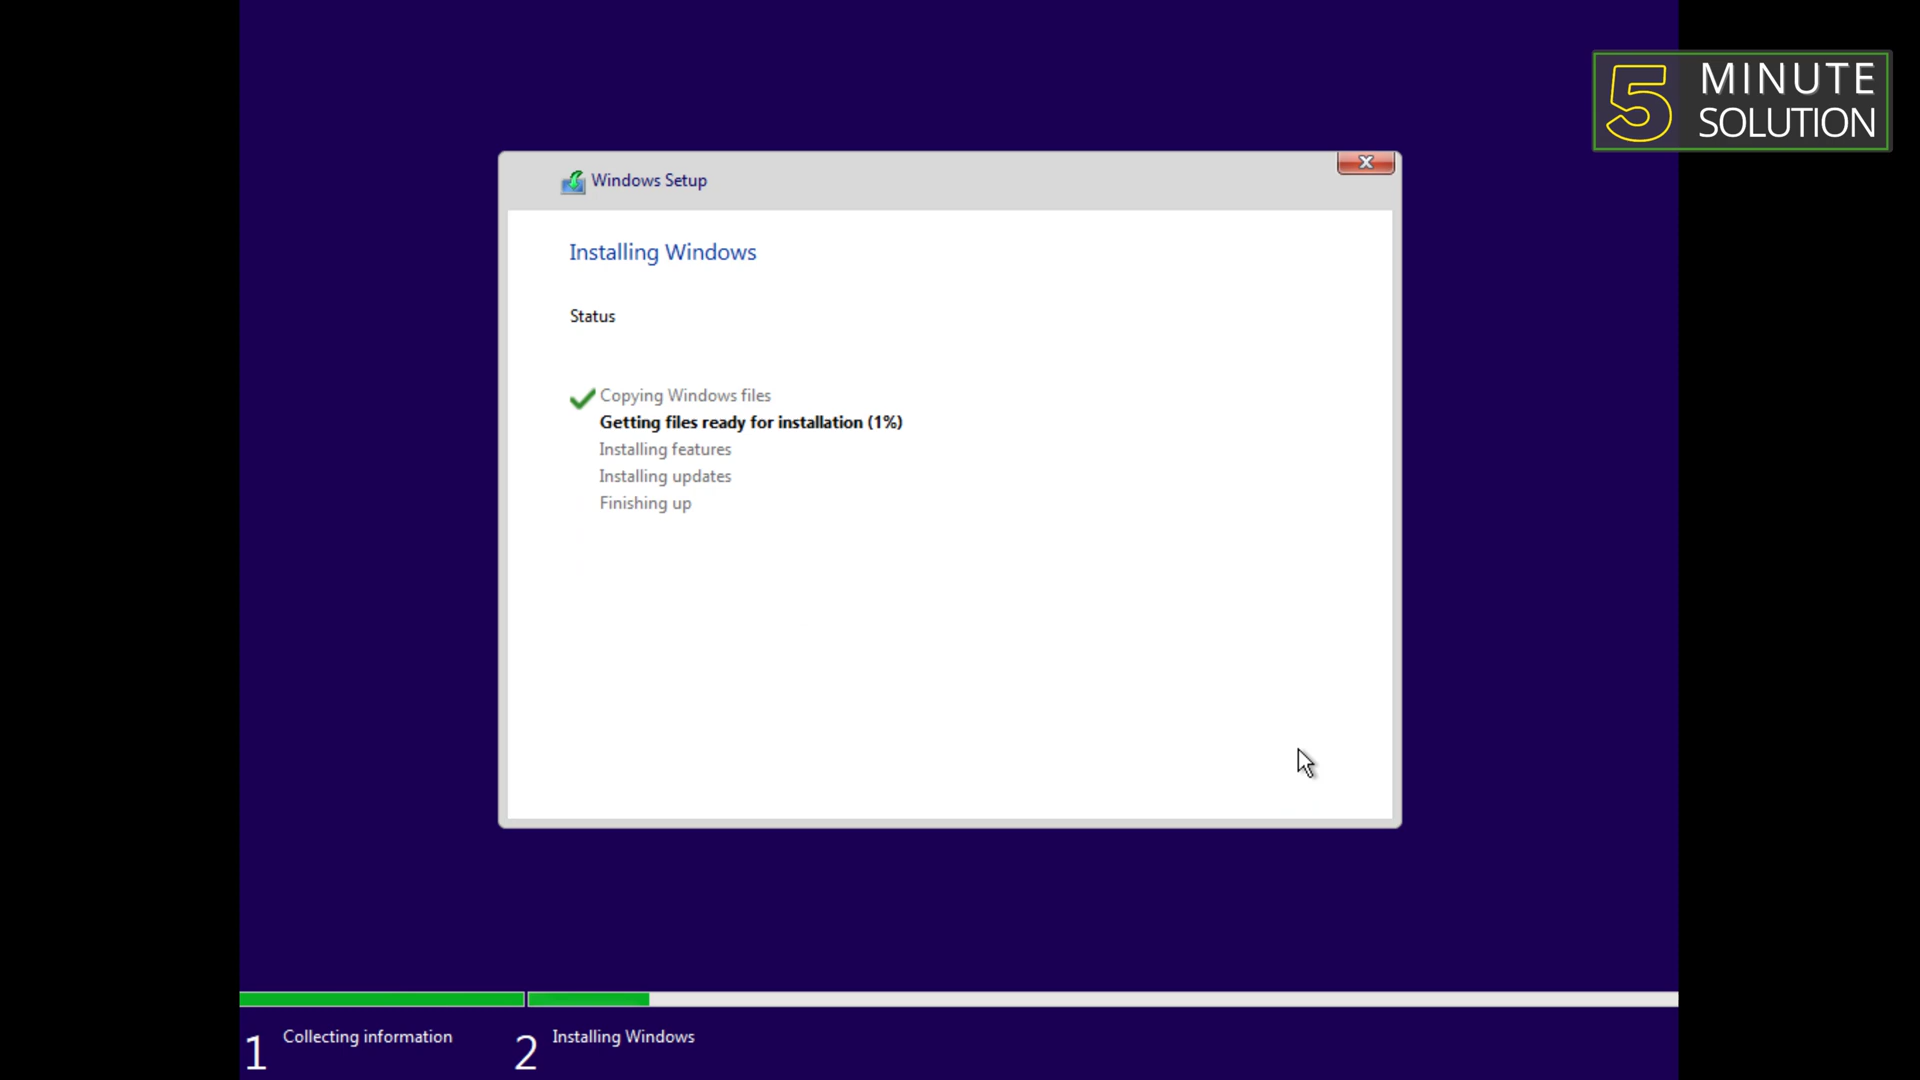 5 MINUTE
SOLUTION
Windows Setup
Installing Windows
Status
Copying Windows files
Getting files ready for installation (1%)
Installing features
Installing updates
Finishing up
1 Collecting information
2 Installing Windows